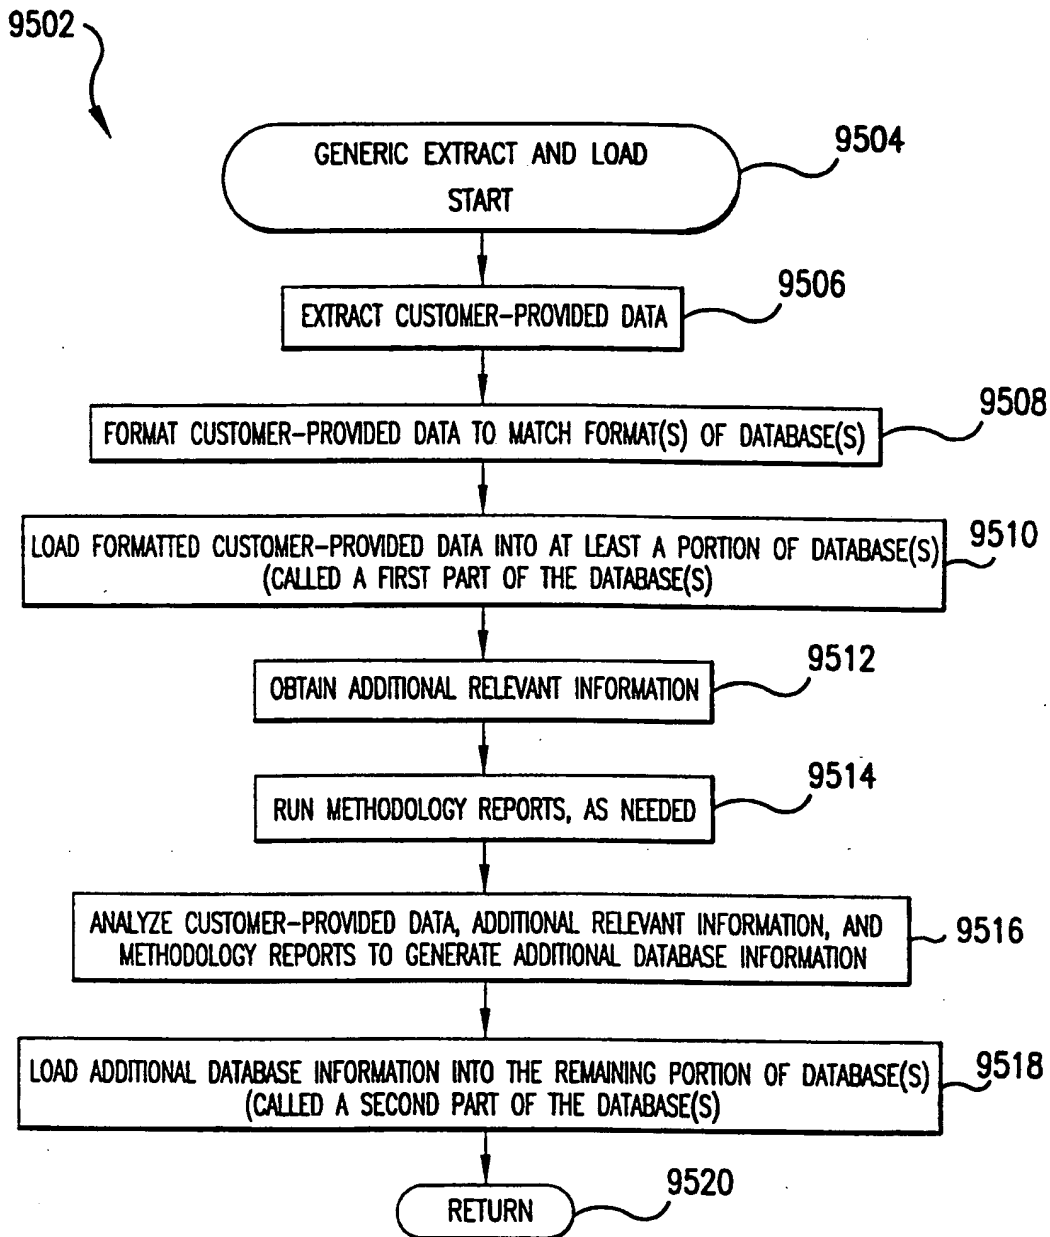 9502
GENERIC EXTRACT AND LOAD
START
9504
EXTRACT CUSTOMER-PROVIDED DATA
9506
FORMAT CUSTOMER-PROVIDED DATA TO MATCH FORMAT(S) OF DATABASE(S)
9508
LOAD FORMATTED CUSTOMER-PROVIDED DATA INTO AT LEAST A PORTION OF DATABASE(S)
(CALLED A FIRST PART OF THE DATABASE(S)
9510
OBTAIN ADDITIONAL RELEVANT INFORMATION
9512
RUN METHODOLOGY REPORTS, AS NEEDED
9514
ANALYZE CUSTOMER-PROVIDED DATA, ADDITIONAL RELEVANT INFORMATION, AND
METHODOLOGY REPORTS TO GENERATE ADDITIONAL DATABASE INFORMATION
9516
LOAD ADDITIONAL DATABASE INFORMATION INTO THE REMAINING PORTION OF DATABASE(S)
(CALLED A SECOND PART OF THE DATABASE(S)
9518
RETURN
9520